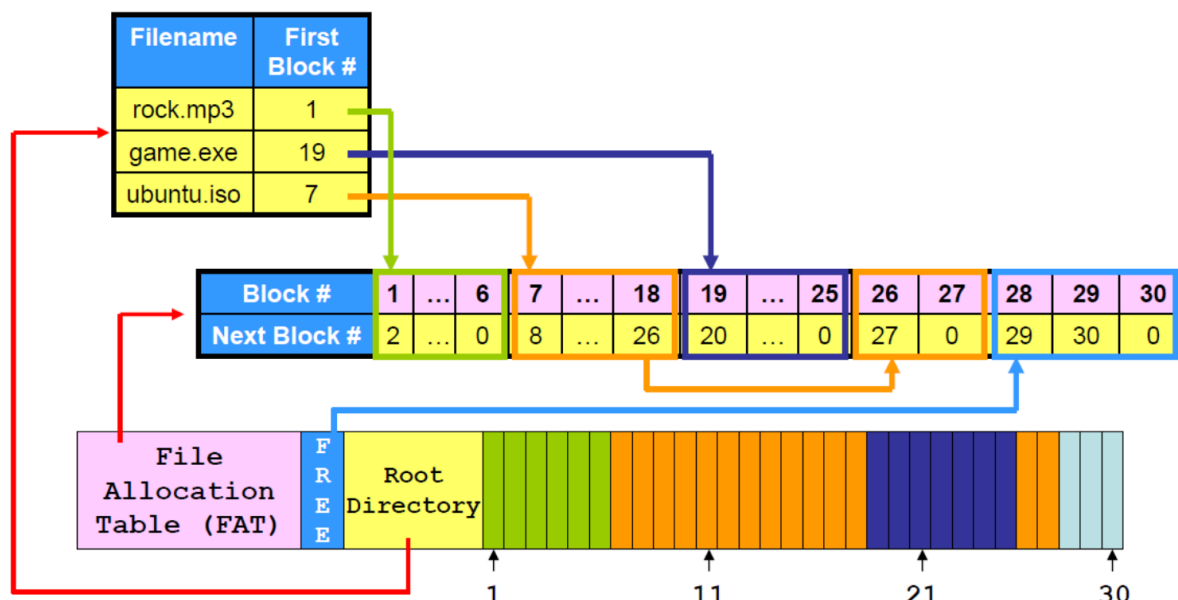 Filename First
Block #
rock.mp3 1
game.exe 19
ubuntu.iso 7
Block # 1 … 6 7 … 18 19 … 25 26 27 28 29 30
Next Block # 2 … 0 8 … 26 20 … 0 27 0 29 30 0
File
Allocation
Table (FAT)
F
R
E
E
Root
Directory
1 11 21 30